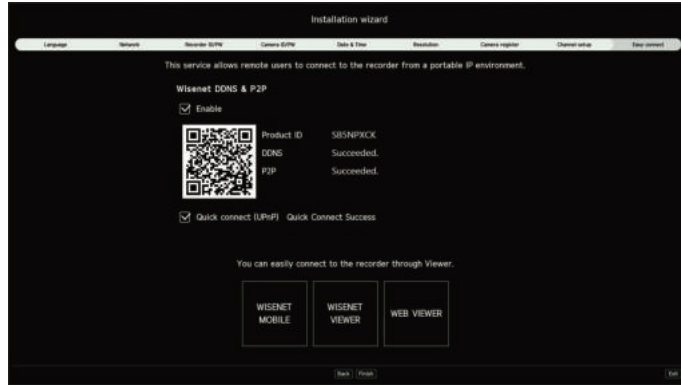 Installation wizard
Language Network Recorder ID/PW Camera ID/PW Date & Time Resolution Camera register Channel setup Easy connect
This service allows remote users to connect to the recorder from a portable IP environment.
Wisenet DDNS & P2P
Enable
Product ID SB5NPXCK
DDNS Succeeded.
P2P Succeeded.
Quick connect (UPnP) Quick Connect Success
You can easily connect to the recorder through Viewer.
WISENET MOBILE
WISENET VIEWER
WEB VIEWER
Back Finish
Exit